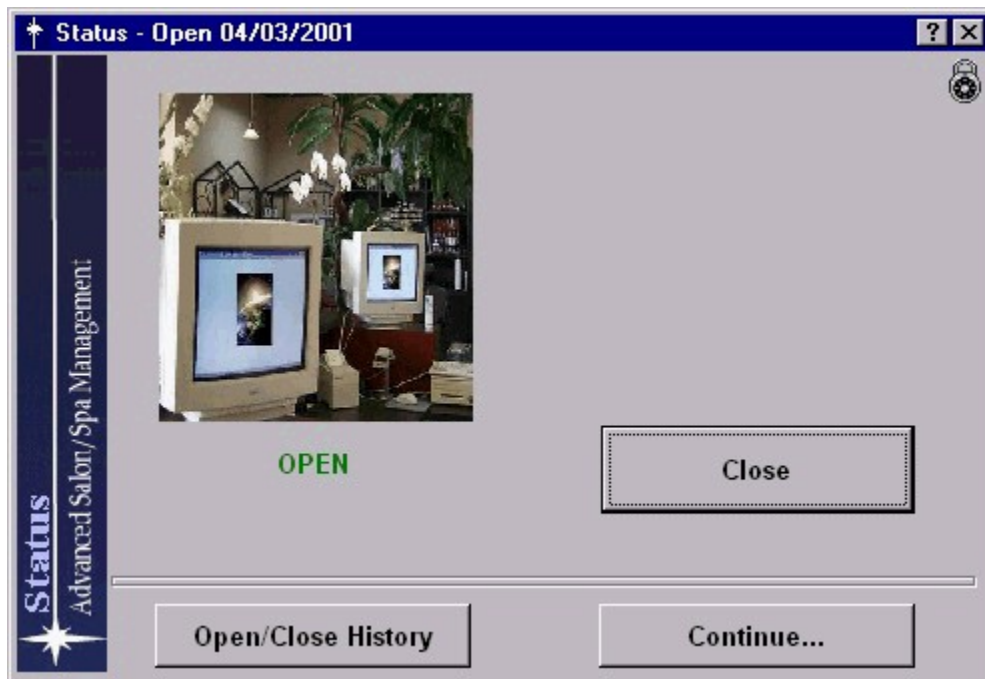 Status - Open 04/03/2001
Status
Advanced Salon/Spa Management
OPEN
Close
Open/Close History
Continue...